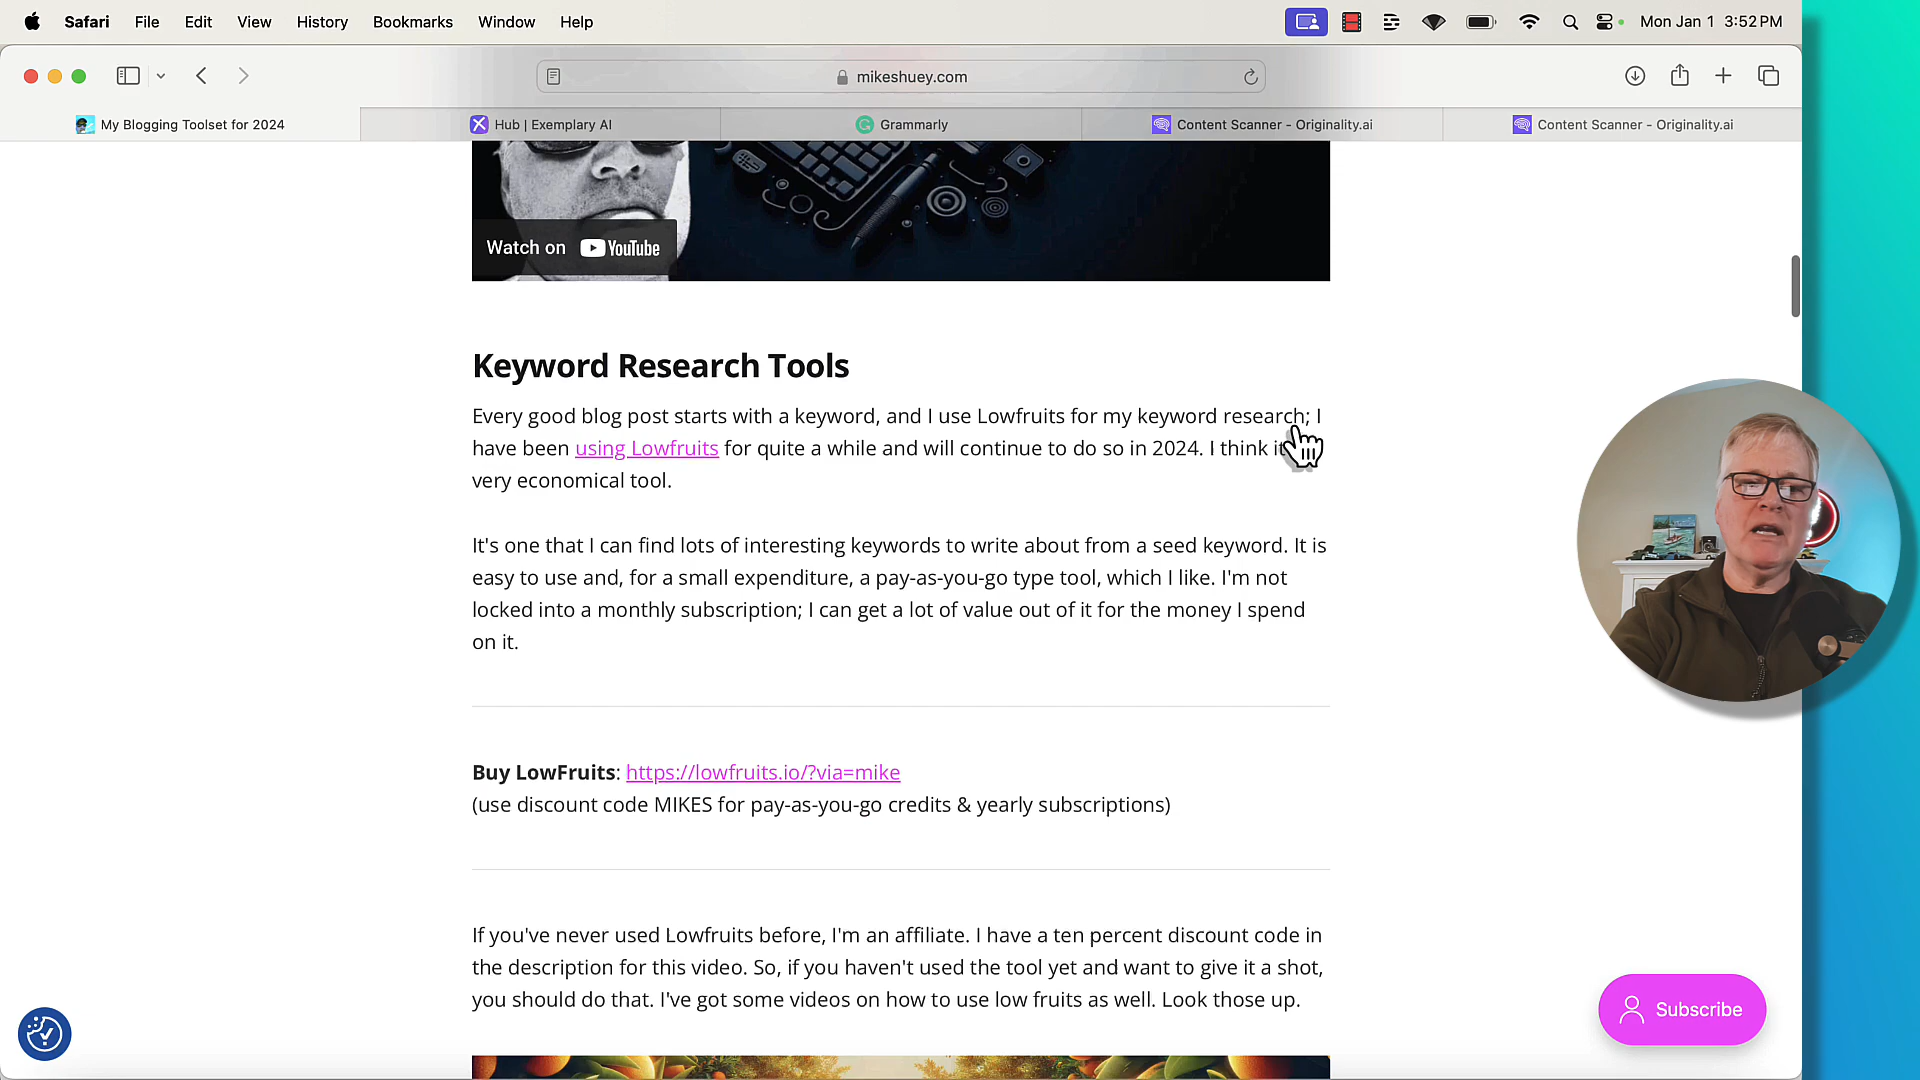 Safari File Edit View History Bookmarks Window Help Mon Jan 1 3:52 PM
mikeshuey.com
My Blogging Toolset for 2024
Hub | Exemplary AI
Grammarly
Content Scanner - Originality.ai
Content Scanner - Originality.ai
Watch on YouTube
Keyword Research Tools
Every good blog post starts with a keyword, and I use Lowfruits for my keyword research; I
have been using Lowfruits for quite a while and will continue to do so in 2024. I think
very economical tool.
It's one that I can find lots of interesting keywords to write about from a seed keyword. It is
easy to use and, for a small expenditure, a pay-as-you-go type tool, which I like. I'm not
locked into a monthly subscription; I can get a lot of value out of it for the money I spend
on it.
Buy LowFruits: https://lowfruits.io/?via=mike
(use discount code MIKES for pay-as-you-go credits & yearly subscriptions)
If you've never used Lowfruits before, I'm an affiliate. I have a ten percent discount code in
the description for this video. So, if you haven't used the tool yet and want to give it a shot,
you should do that. I've got some videos on how to use low fruits as well. Look those up.
Subscribe